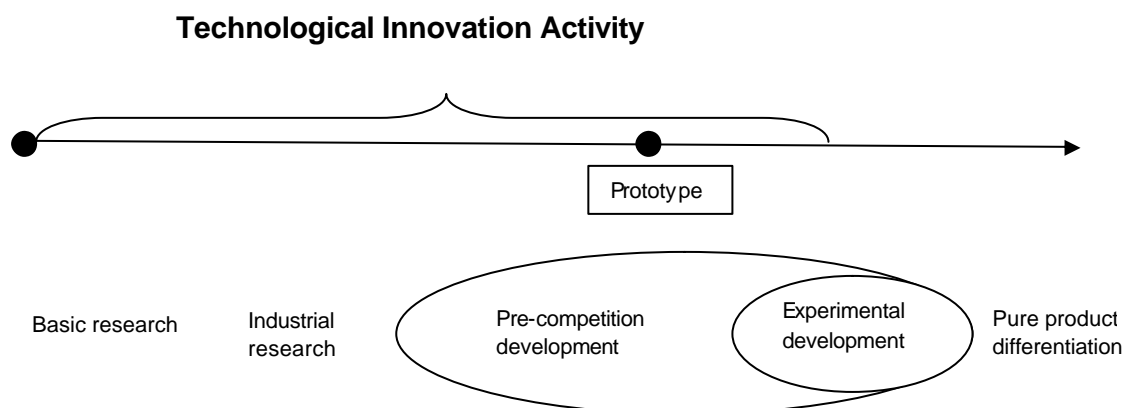 Technological Innovation Activity
Prototype
Basic research
Industrial
research
Pre-competition
development
Experimental
development
Pure product
differentiation